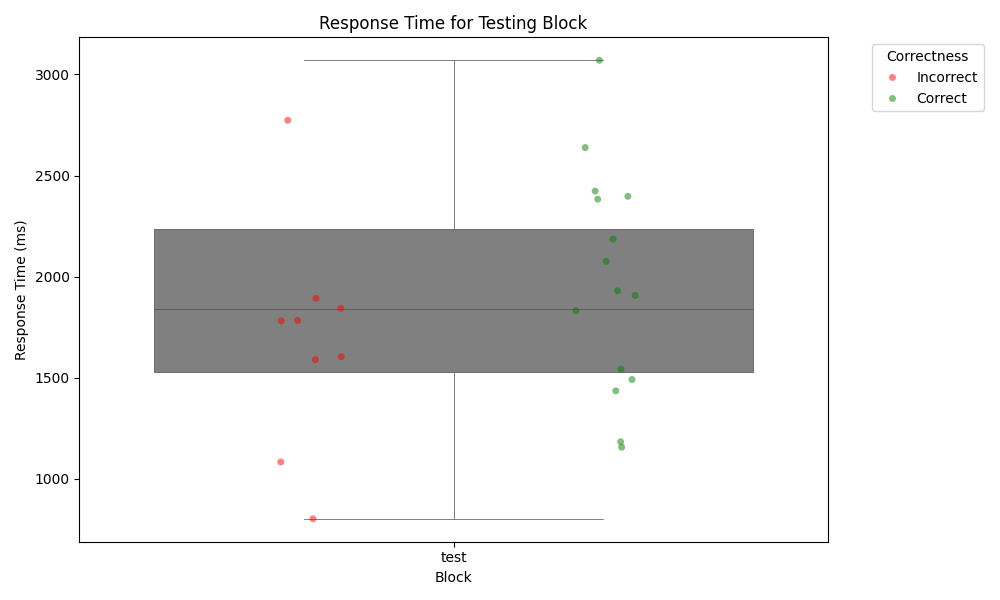 Response Time for Testing Block
Correctness
Incorrect
Correct
Response Time (ms)
3000
2500
2000
1500
1000
test
Block